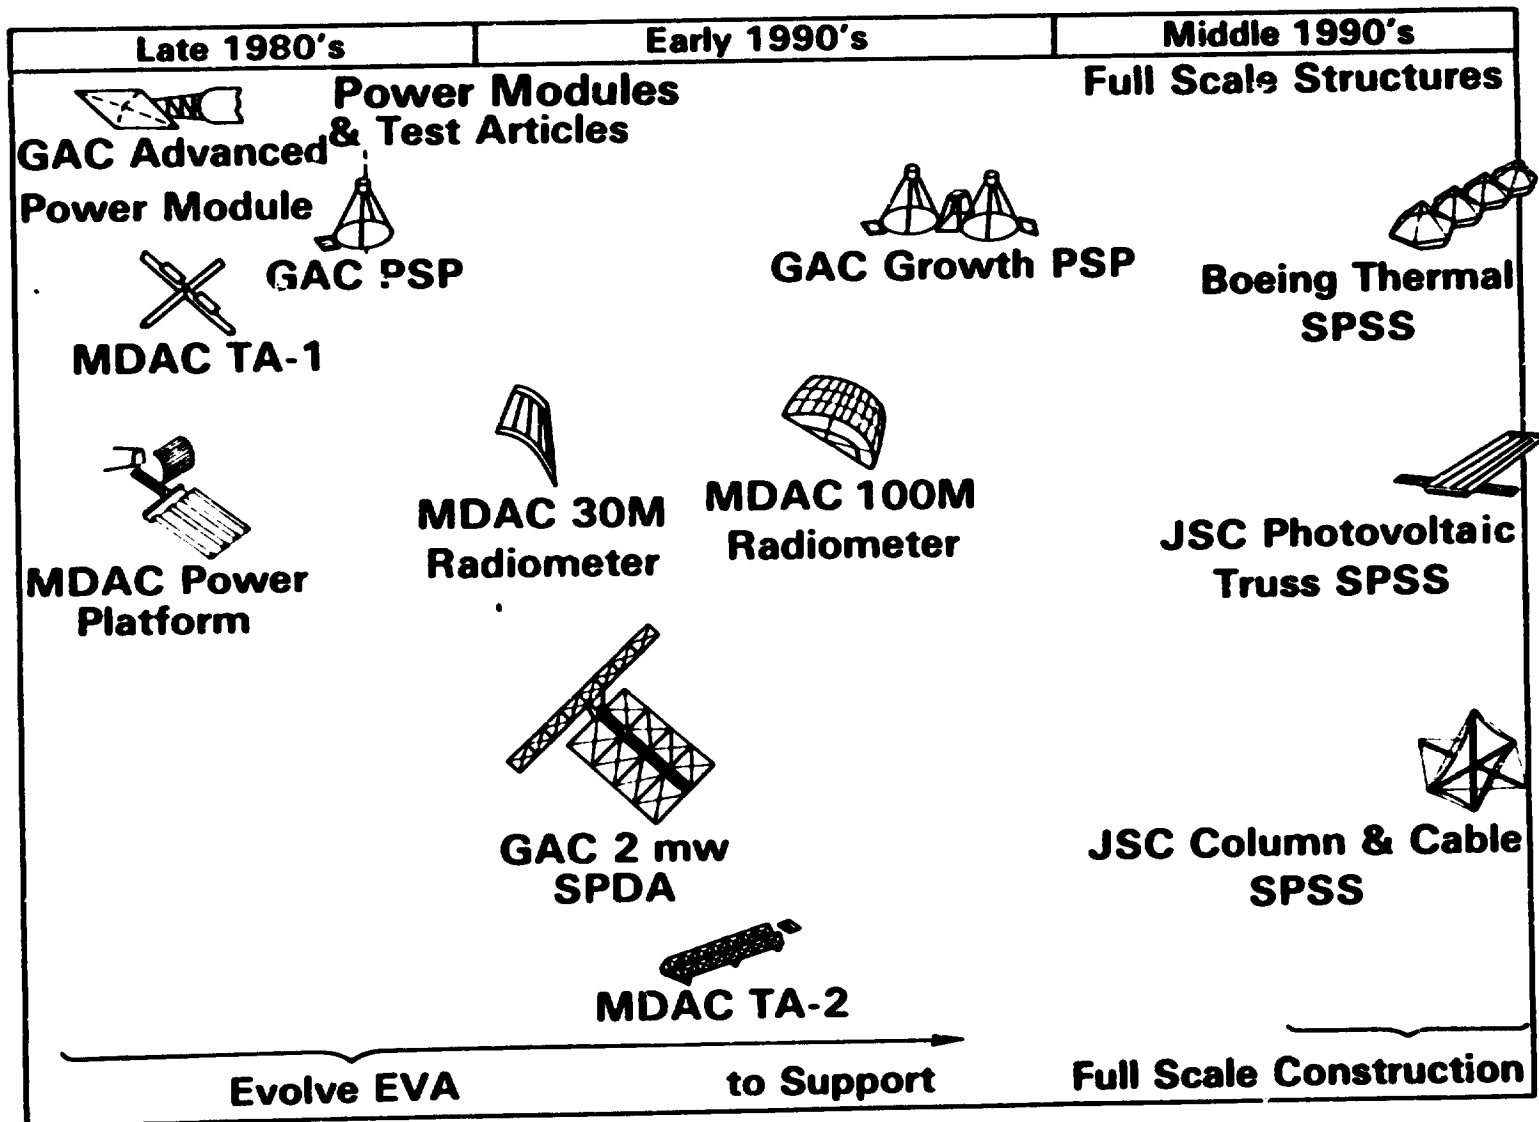 Late 1980's
Early 1990's
Middle 1990's
Power Modules
& Test Articles
Full Scale Structures
GAC Advanced
Power Module
GAC PSP
GAC Growth PSP
Boeing Thermal
SPSS
MDAC TA-1
MDAC 30M
Radiometer
MDAC 100M
Radiometer
JSC Photovoltaic
Truss SPSS
MDAC Power
Platform
GAC 2 mw
SPDA
JSC Column & Cable
SPSS
MDAC TA-2
Evolve EVA
to Support
Full Scale Construction